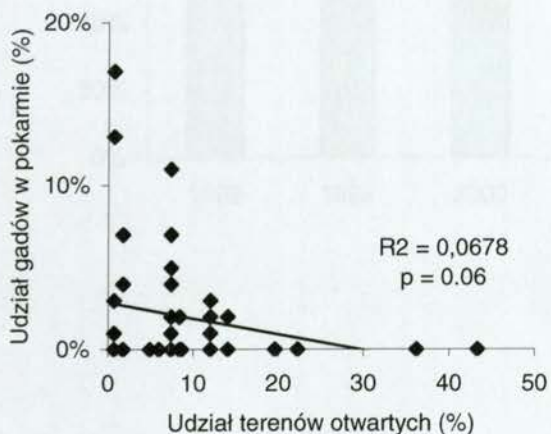 20%
10%
0%
Udział gadów w pokarmie (%)
R2 = 0,0678
p = 0.06
0 10 20 30 40 50
Udział terenów otwartych (%)